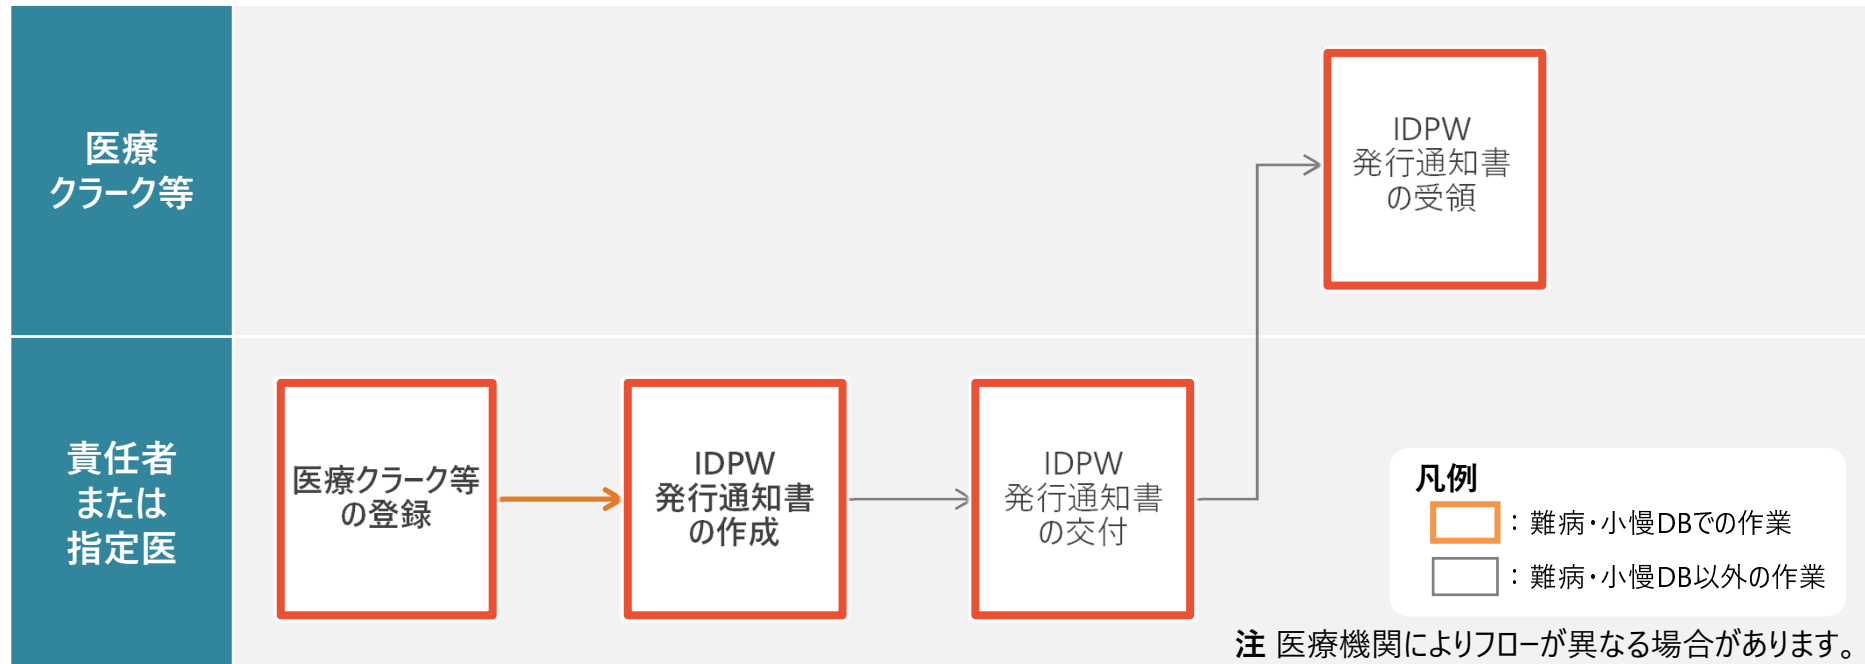 医療
クラーク等
IDPW
発行通知書
の受領
責任者
または
指定医
医療クラーク等
の登録
IDPW
発行通知書
の作成
IDPW
発行通知書
の交付
凡例
：難病・小慢DBでの作業
：難病・小慢DB以外の作業
注 医療機関によりフローが異なる場合があります。